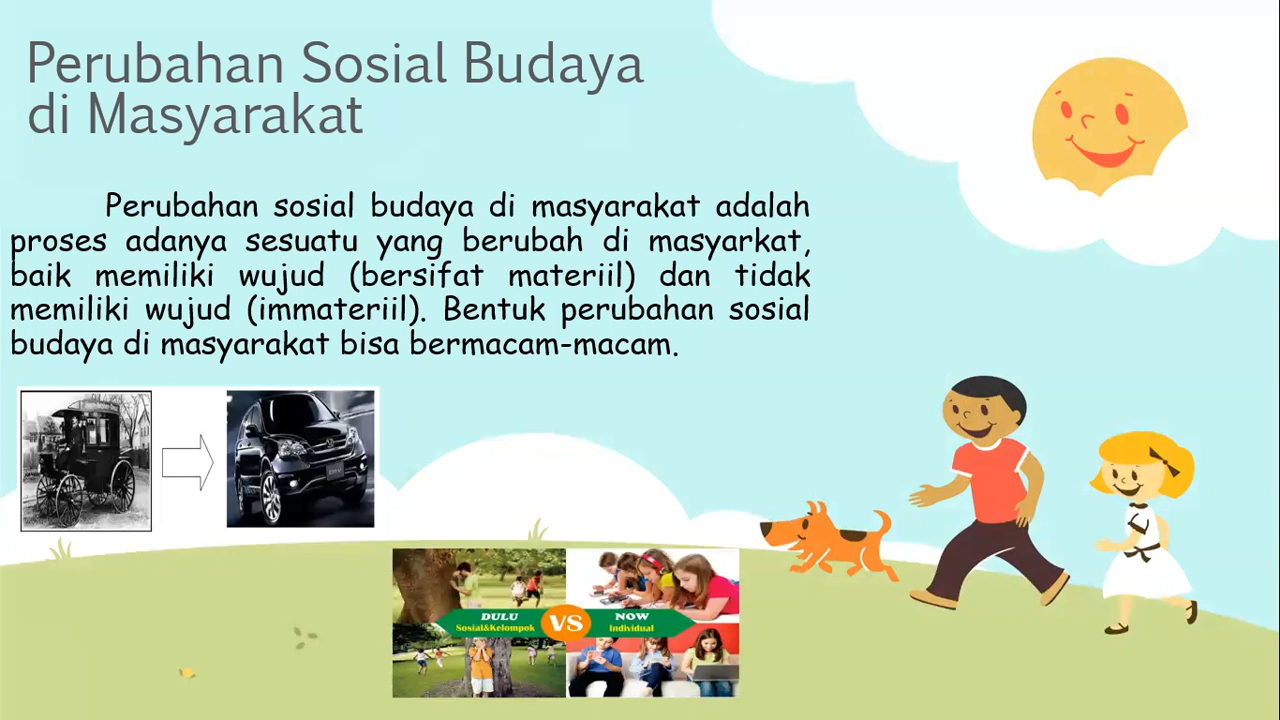 Perubahan Sosial Budaya
di Masyarakat
Perubahan sosial budaya di masyarakat adalah
proses adanya sesuatu yang berubah di masyarkat,
baik memiliki wujud (bersifat materiil) dan tidak
memiliki wujud (immateriil). Bentuk perubahan sosial
budaya di masyarakat bisa bermacam-macam.
DULU
Sosial&Kelompok
VS
NOW
Individual